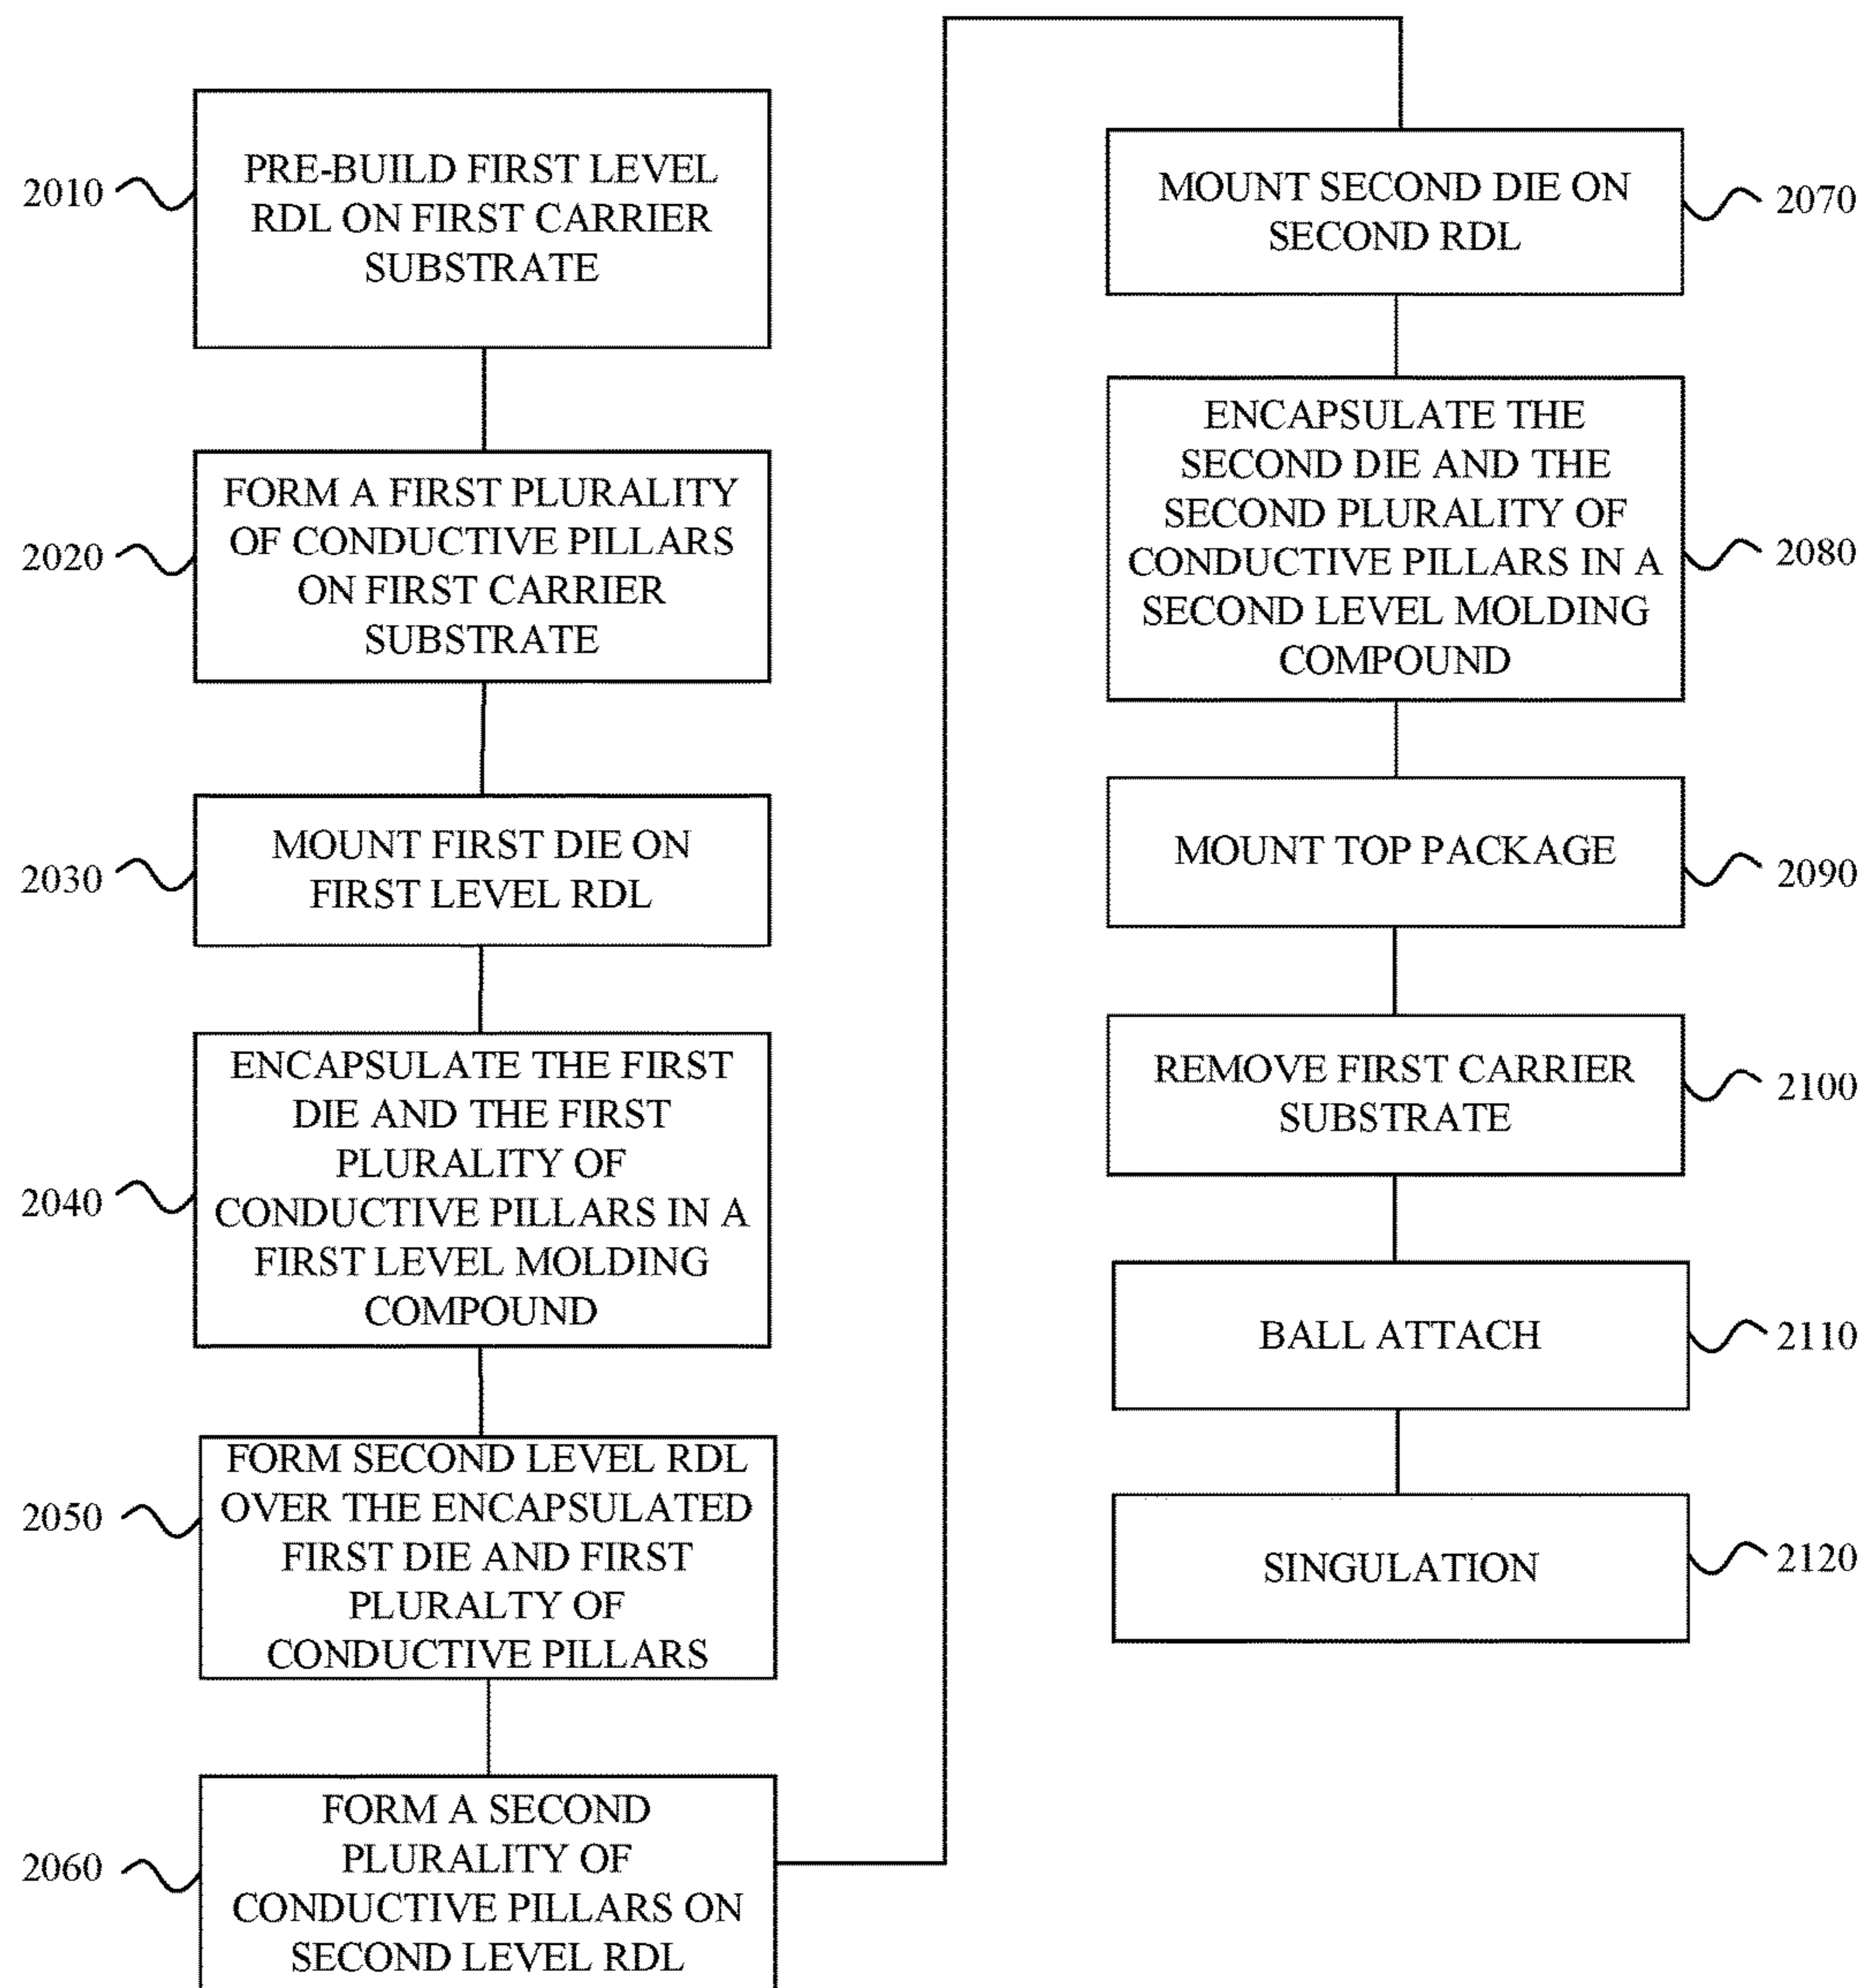 2010
PRE-BUILD FIRST LEVEL
RDL ON FIRST CARRIER
SUBSTRATE
2020
FORM A FIRST PLURALITY
OF CONDUCTIVE PILLARS
ON FIRST CARRIER
SUBSTRATE
2030
MOUNT FIRST DIE ON
FIRST LEVEL RDL
2040
ENCAPSULATE THE FIRST
DIE AND THE FIRST
PLURALITY OF
CONDUCTIVE PILLARS IN A
FIRST LEVEL MOLDING
COMPOUND
2050
FORM SECOND LEVEL RDL
OVER THE ENCAPSULATED
FIRST DIE AND FIRST
PLURALTY OF
CONDUCTIVE PILLARS
2060
FORM A SECOND
PLURALITY OF
CONDUCTIVE PILLARS ON
SECOND LEVEL RDL
MOUNT SECOND DIE ON
SECOND RDL
2070
ENCAPSULATE THE
SECOND DIE AND THE
SECOND PLURALITY OF
CONDUCTIVE PILLARS IN A
SECOND LEVEL MOLDING
COMPOUND
2080
MOUNT TOP PACKAGE
2090
REMOVE FIRST CARRIER
SUBSTRATE
2100
BALL ATTACH
2110
SINGULATION
2120